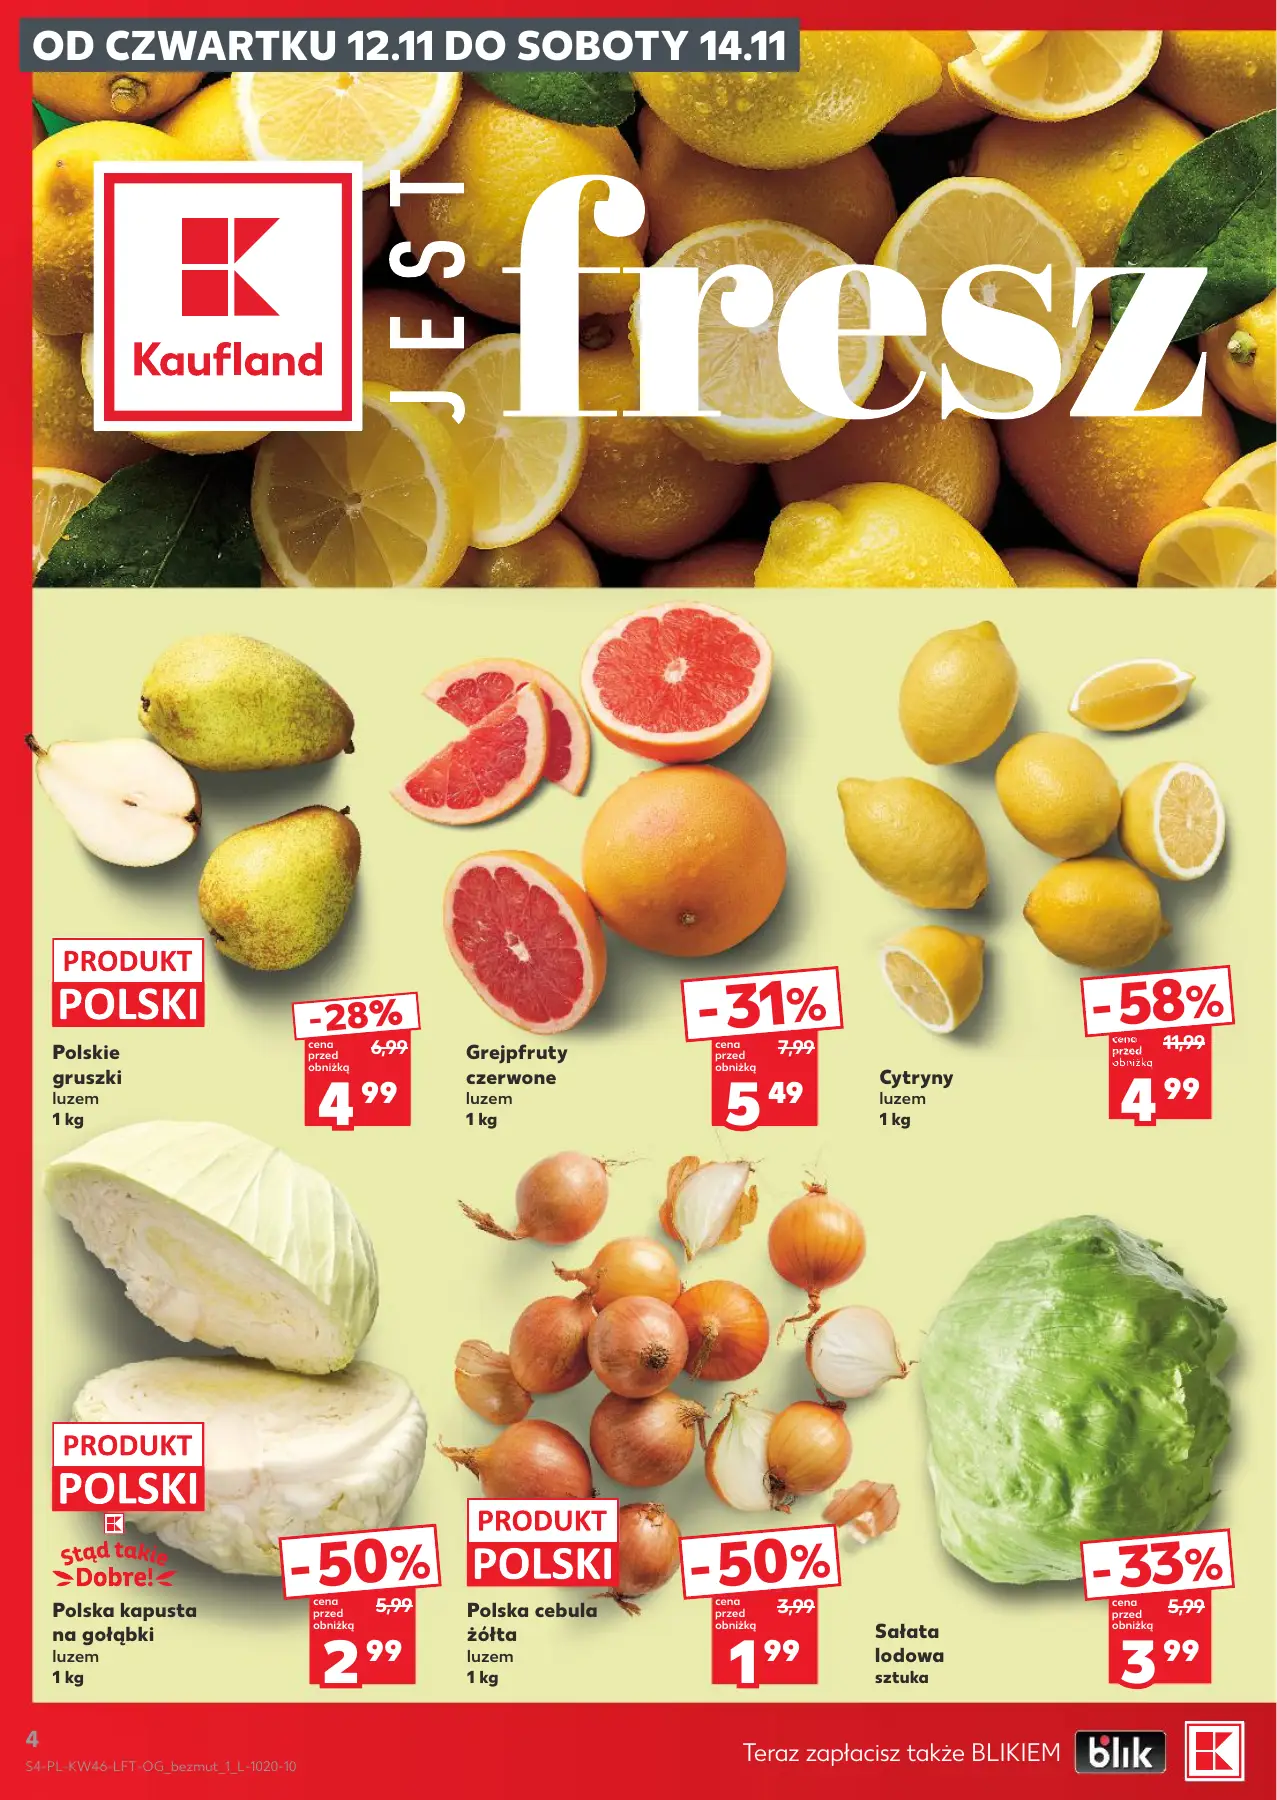 OD CZWARTKU 12.11 DO SOBOTY 14.11
Kaufland
JEST
fresz
PRODUKT
POLSKI
Polskie
gruszki
luzem
1 kg
-28%
cena
przed
obniżką
6,99
4 99
Grejpfruty
czerwone
luzem
1 kg
-31%
cena
przed
obniżką
7,99
5 49
Cytryny
luzem
1 kg
-58%
cena
przed
obniżką
11,99
4 99
PRODUKT
POLSKI
Stąd takie
Dobre!
Polska kapusta
na gołąbki
luzem
1 kg
-50%
cena
przed
obniżką
5,99
2 99
PRODUKT
POLSKI
Polska cebula
żółta
luzem
1 kg
-50%
cena
przed
obniżką
3,99
1 99
Sałata
lodowa
sztuka
-33%
cena
przed
obniżką
5,99
3 99
4
S4-PL-KW46-LFT-OG_bezmut_1_L-1020-10
Teraz zapłacisz także BLIKIEM
blik